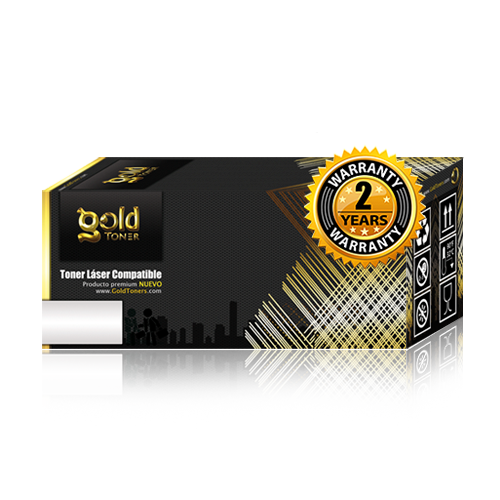 gold
TONER
Toner Láser Compatible
Producto premium NUEVO
www.GoldToners.com
WARRANTY
2
YEARS
WARRANTY